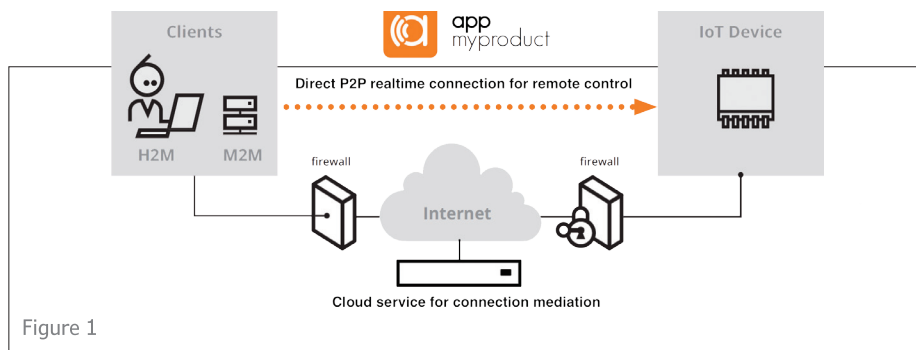 Clients
app
myproduct
IoT Device
Direct P2P realtime connection for remote control
H2M
M2M
firewall
firewall
Internet
Cloud service for connection mediation
Figure 1